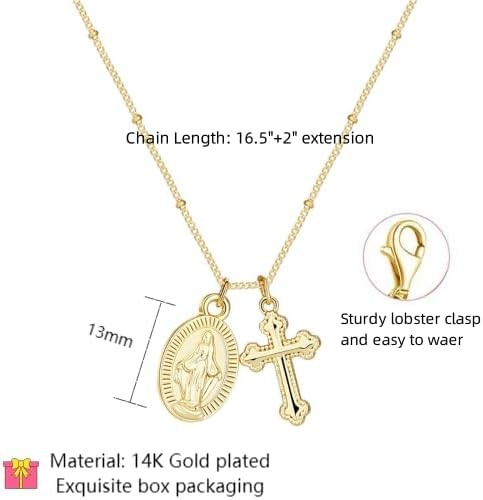 Chain Length: 16.5"+2" extension
13mm
Sturdy lobster clasp
and easy to waer
Material: 14K Gold plated
Exquisite box packaging